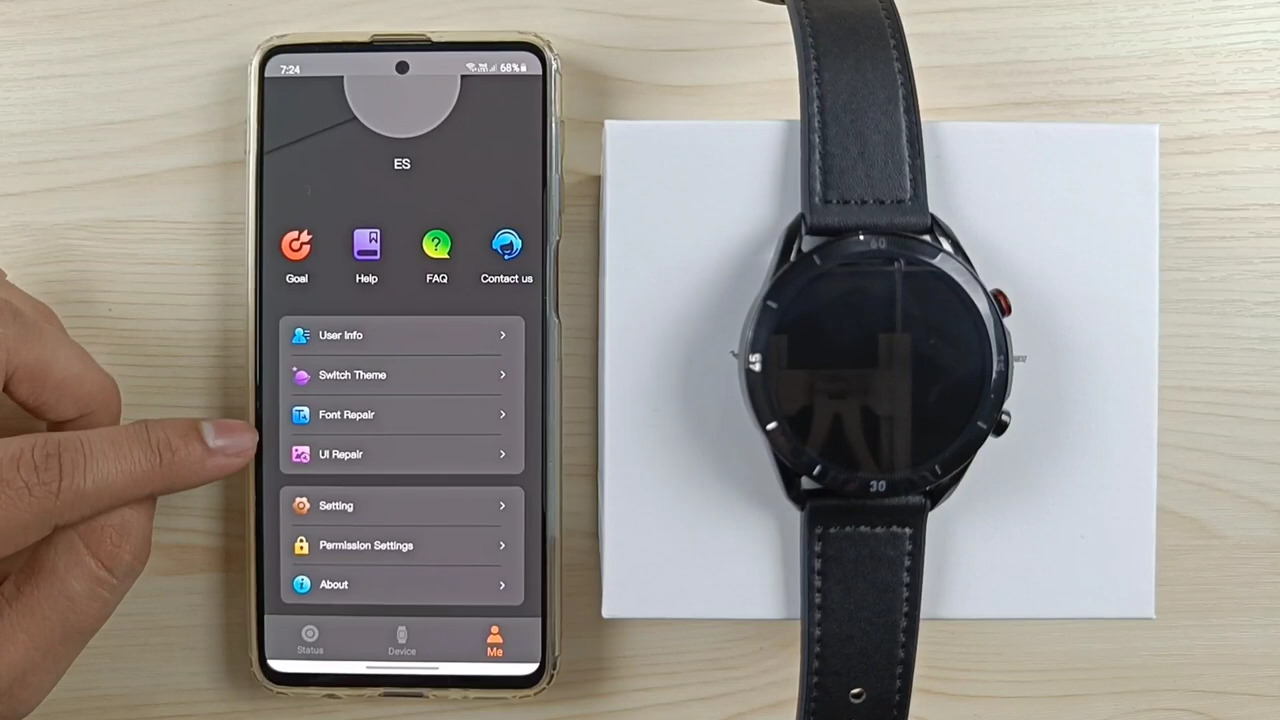 7:24
68%
ES
Goal
Help
FAQ
Contact us
User Info
Switch Theme
Font Repair
UI Repair
Setting
Permission Settings
About
Status
Device
Me
60
45
30